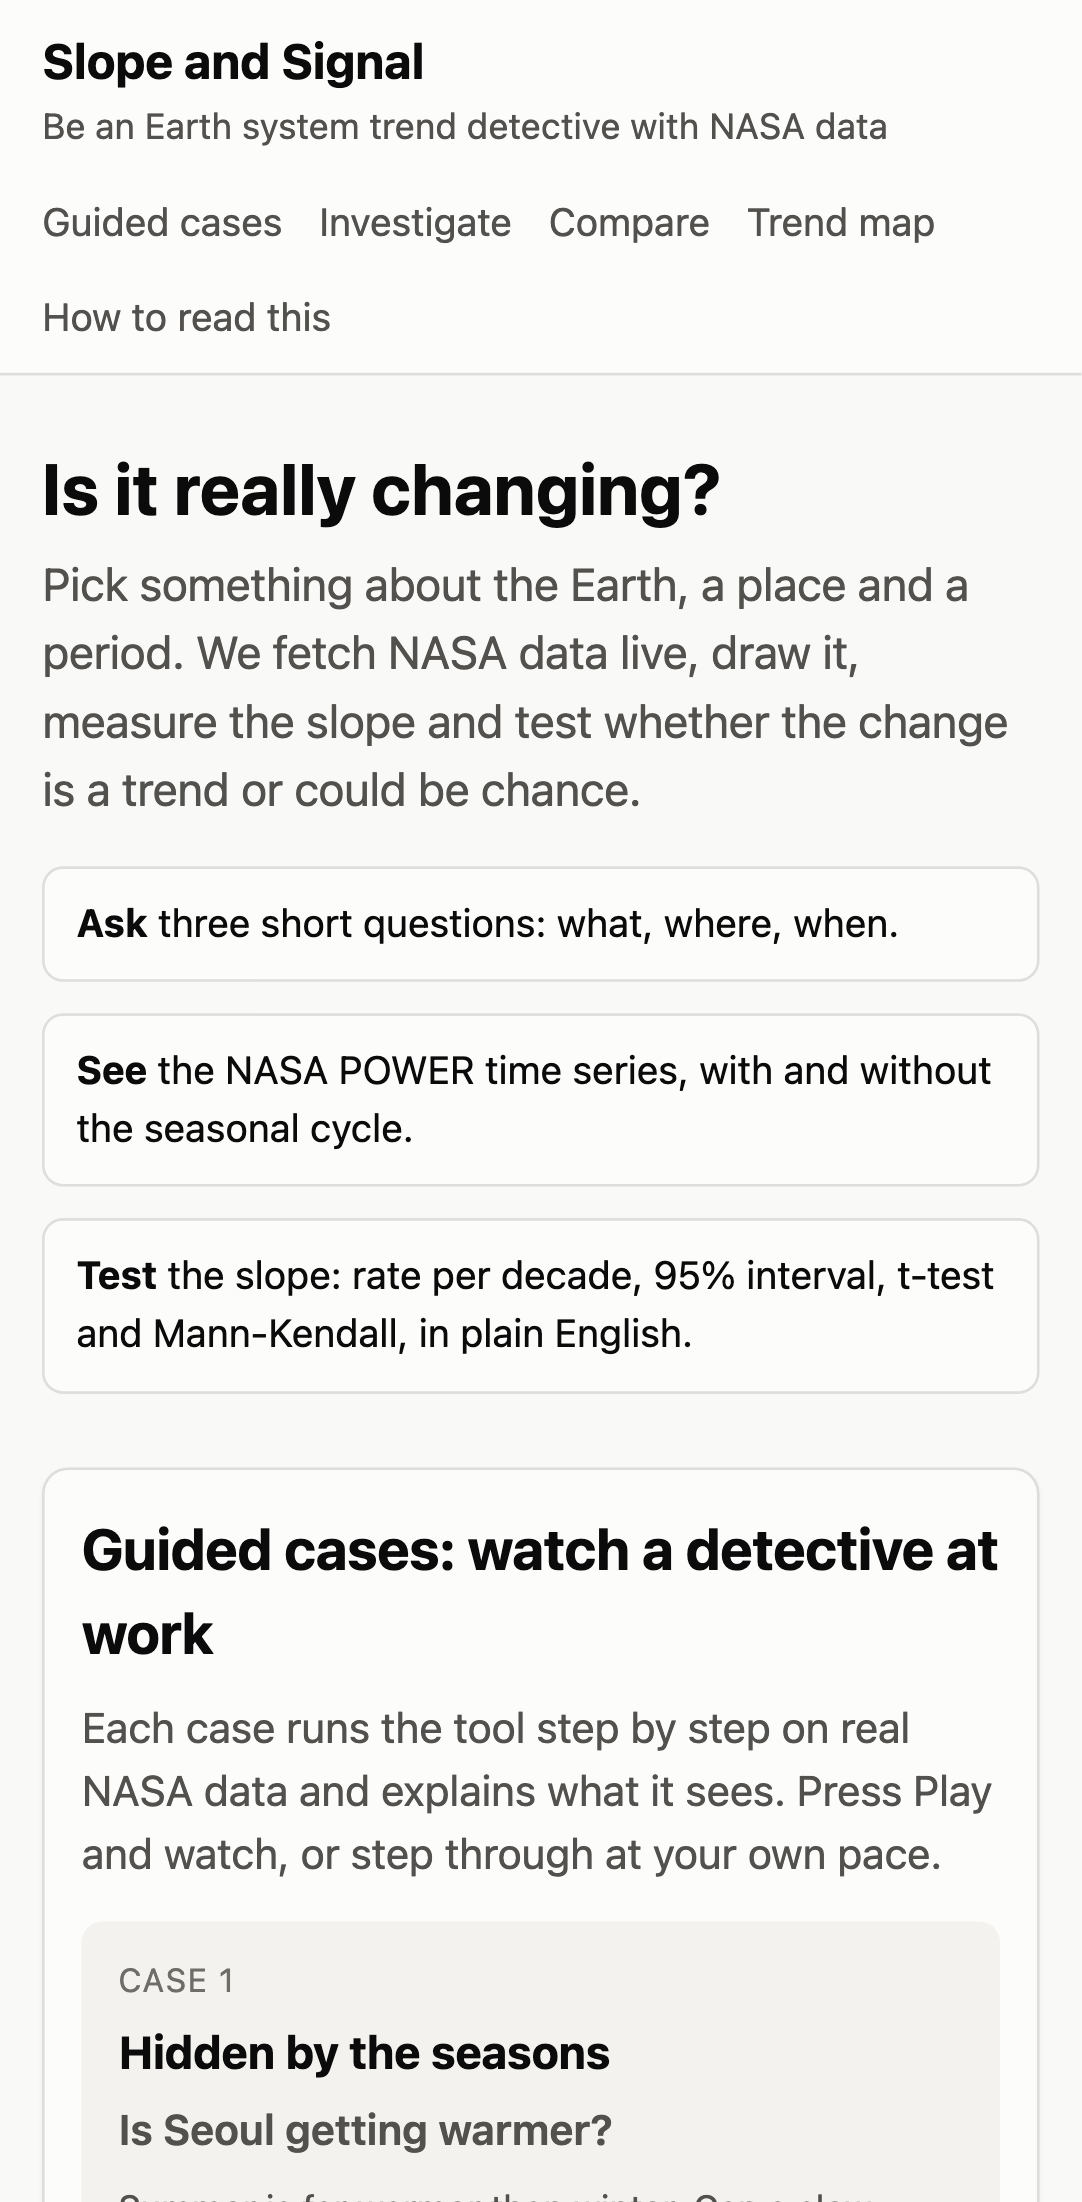 Slope and Signal
Be an Earth system trend detective with NASA data
Guided cases Investigate Compare Trend map
How to read this
Is it really changing?
Pick something about the Earth, a place and a
period. We fetch NASA data live, draw it,
measure the slope and test whether the change
is a trend or could be chance.
Ask three short questions: what, where, when.
See the NASA POWER time series, with and without
the seasonal cycle.
Test the slope: rate per decade, 95% interval, t-test
and Mann-Kendall, in plain English.
Guided cases: watch a detective at
work
Each case runs the tool step by step on real
NASA data and explains what it sees. Press Play
and watch, or step through at your own pace.
CASE 1
Hidden by the seasons
Is Seoul getting warmer?